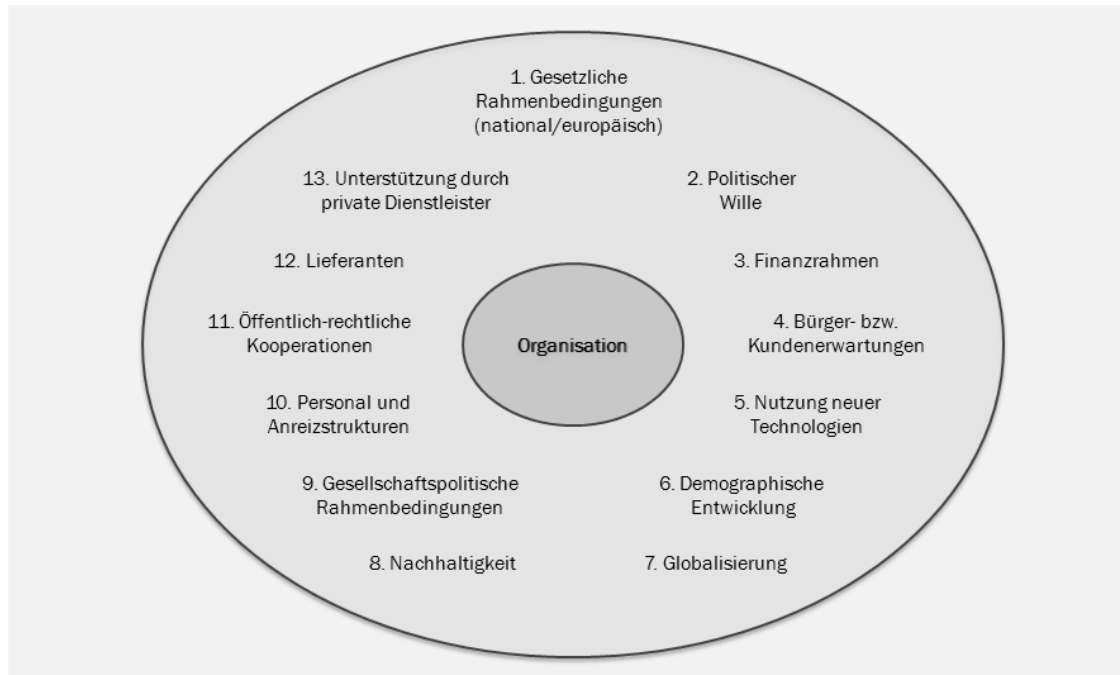 1. Gesetzliche
Rahmenbedingungen
(national/europäisch)
13. Unterstützung durch
private Dienstleister
2. Politischer
Wille
12. Lieferanten
3. Finanzrahmen
11. Öffentlich-rechtliche
Kooperationen
Organisation
4. Bürger- bzw.
Kundenerwartungen
10. Personal und
Anreizstrukturen
5. Nutzung neuer
Technologien
9. Gesellschaftspolitische
Rahmenbedingungen
6. Demographische
Entwicklung
8. Nachhaltigkeit
7. Globalisierung